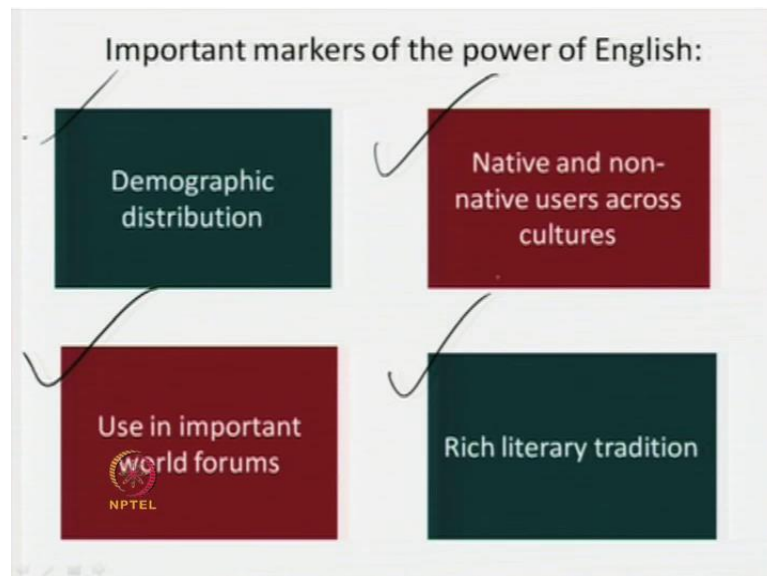 Important markers of the power of English:
Demographic
distribution
Native and non-
native users across
cultures
Use in important
world forums
Rich literary tradition
NPTEL